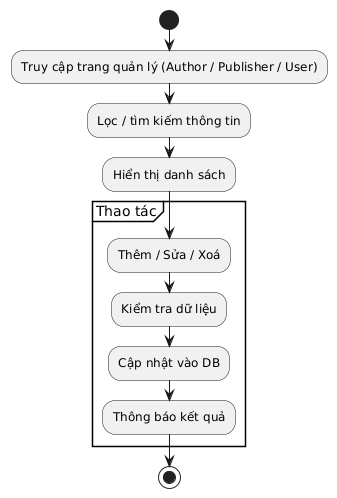 Truy cập trang quản lý (Author / Publisher / User)
Lọc / tìm kiếm thông tin
Hiển thị danh sách
Thao tác
Thêm / Sửa / Xoá
Kiểm tra dữ liệu
Cập nhật vào DB
Thông báo kết quả